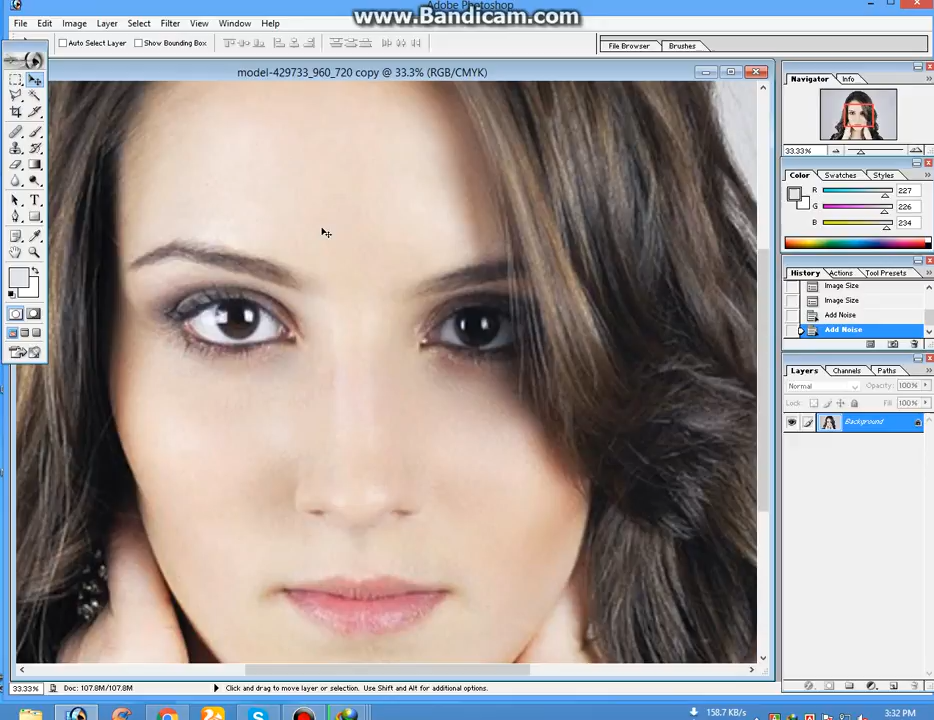 Adobe Photoshop
www.Bandicam.com
File Edit Image Layer Select Filter View Window Help
Auto Select Layer Show Bounding Box
File Browser Brushes
model-429733_960_720 copy @ 33.3% (RGB/CMYK)
Navigator Info
33.33%
Color Swatches Styles
R 227
G 226
B 234
History Actions Tool Presets
Image Size
Image Size
Add Noise
Add Noise
Layers Channels Paths
Normal Opacity: 100%
Lock: Fill: 100%
Background
T
33.33% Doc: 107.8M/107.8M Click and drag to move layer or selection. Use Shift and Alt for additional options.
158.7 KB/s 3:32 PM